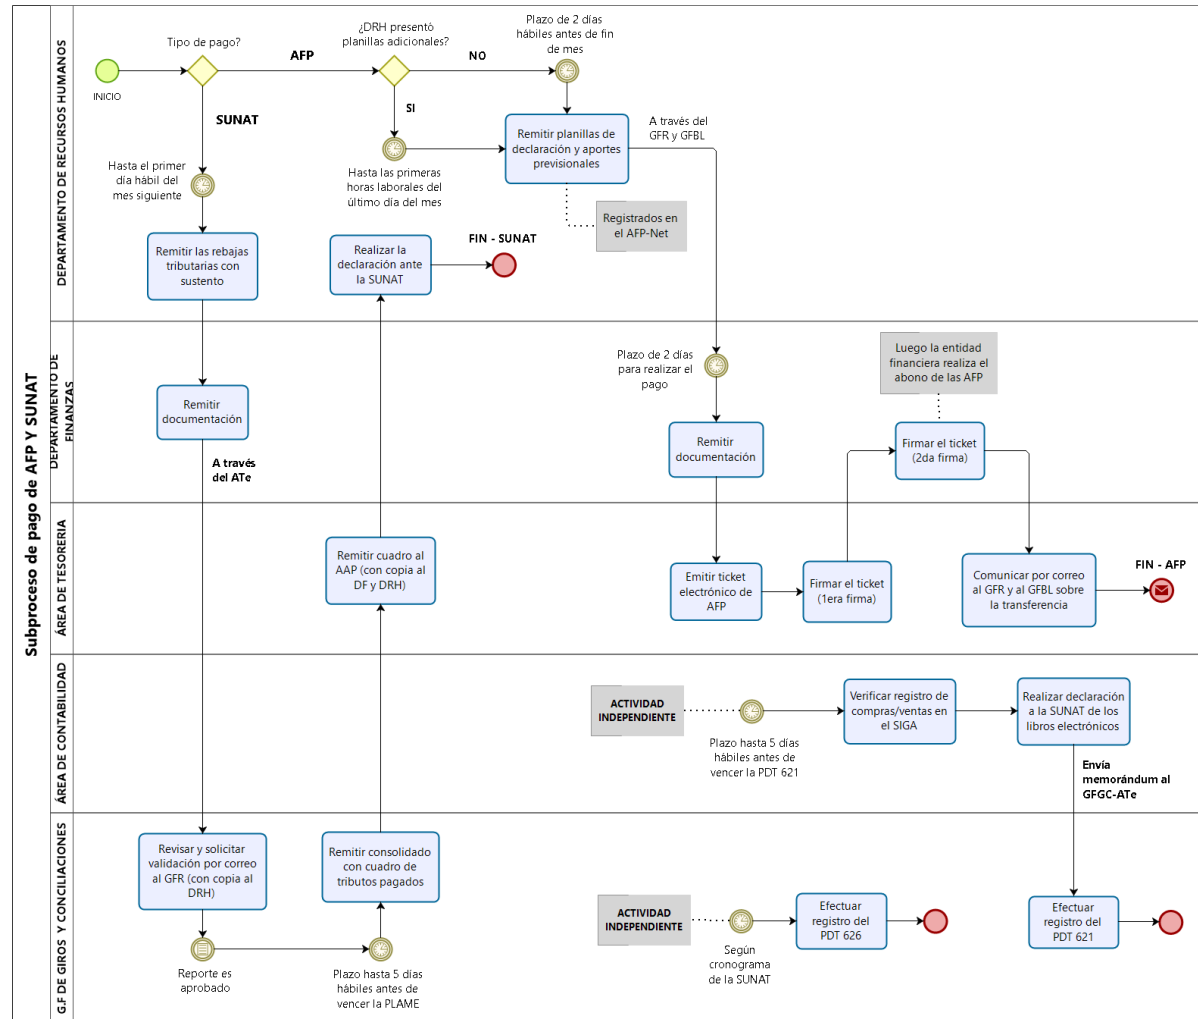 Subproceso de pago de AFP Y SUNAT
DEPARTAMENTO DE RECURSOS HUMANOS
INICIO
Tipo de pago?
AFP
SUNAT
¿DRH presentó
planillas adicionales?
NO
SI
Plazo de 2 días
hábiles antes de fin
de mes
Hasta el primer
día hábil del
mes siguiente
Hasta las primeras
horas laborales del
último día del mes
Remitir planillas de
declaración y aportes
previsionales
A través del
GFR y GFBL
Registrados en
el AFP-Net
Remitir las rebajas
tributarias con
sustento
Realizar la
declaración ante
la SUNAT
FIN - SUNAT
DEPARTAMENTO DE
FINANZAS
Remitir
documentación
A través
del ATe
Plazo de 2 días
para realizar el
pago
Remitir
documentación
Luego la entidad
financiera realiza el
abono de las AFP
Firmar el ticket
(2da firma)
ÁREA DE TESORERIA
Remitir cuadro al
AAP (con copia al
DF y DRH)
Emitir ticket
electrónico de
AFP
Firmar el ticket
(1era firma)
Comunicar por correo
al GFR y al GFBL sobre
la transferencia
FIN - AFP
ÁREA DE CONTABILIDAD
ACTIVIDAD
INDEPENDIENTE
Plazo hasta 5 días
hábiles antes de
vencer la PDT 621
Verificar registro de
compras/ventas en
el SIGA
Realizar declaración
a la SUNAT de los
libros electrónicos
Envía
memorándum al
GFGC-ATe
G.F DE GIROS Y CONCILIACIONES
Revisar y solicitar
validación por correo
al GFR (con copia al
DRH)
Reporte es
aprobado
Remitir consolidado
con cuadro de
tributos pagados
Plazo hasta 5 días
hábiles antes de
vencer la PLAME
ACTIVIDAD
INDEPENDIENTE
Según
cronograma
de la SUNAT
Efectuar
registro del
PDT 626
Efectuar
registro del
PDT 621